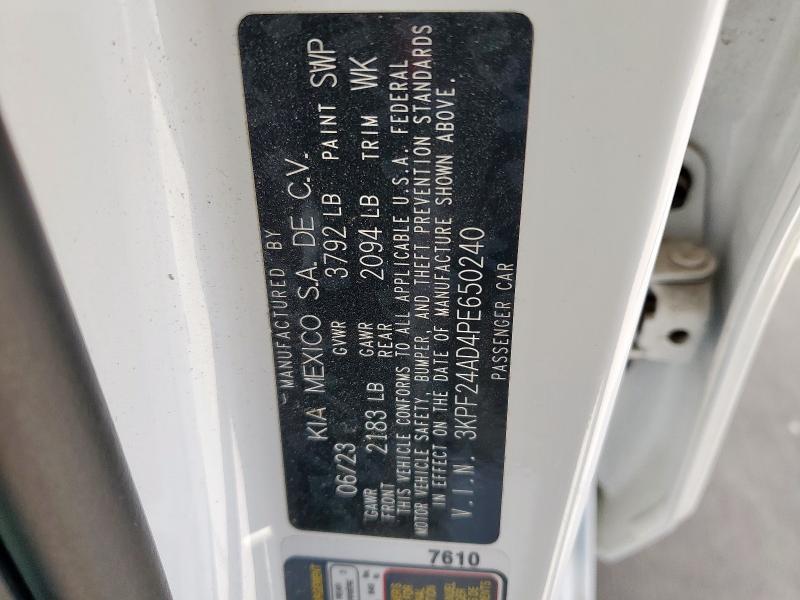 MANUFACTURED BY
KIA MEXICO S.A. DE C.V.
06/23 GVWR 3792 LB PAINT SWP
GAWR FRONT 2183 LB GAWR REAR 2094 LB TRIM WK
THIS VEHICLE CONFORMS TO ALL APPLICABLE U.S.A. FEDERAL
MOTOR VEHICLE SAFETY, BUMPER, AND THEFT PREVENTION STANDARDS
IN EFFECT ON THE DATE OF MANUFACTURE SHOWN ABOVE.
V.I.N. 3KPF24AD4PE650240
PASSENGER CAR
7610